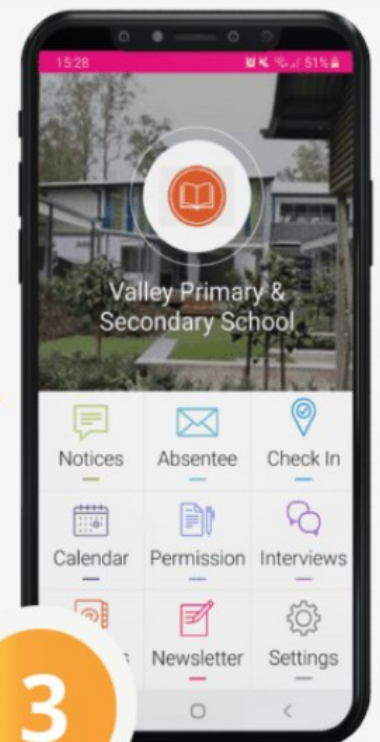 15:28 51%
Valley Primary &
Secondary School
Notices Absentee Check In
Calendar Permission Interviews
Newsletter Settings
3